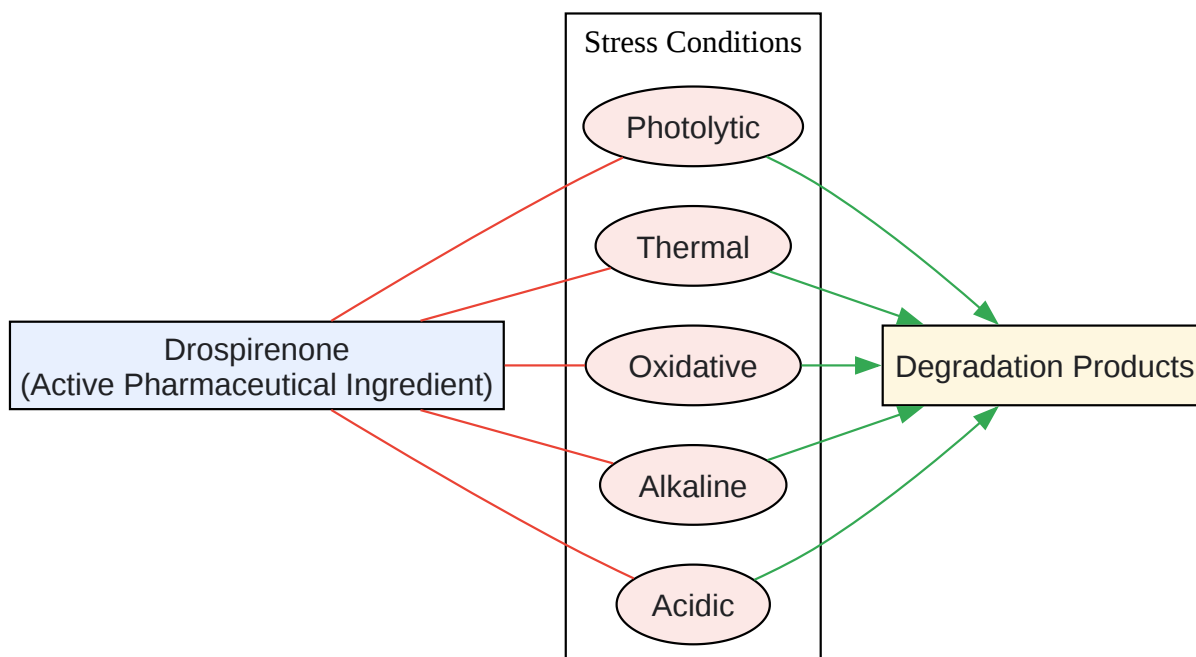 Stress Conditions
Photolytic
Thermal
Drospirenone
(Active Pharmaceutical Ingredient)
Oxidative
Degradation Products
Alkaline
Acidic